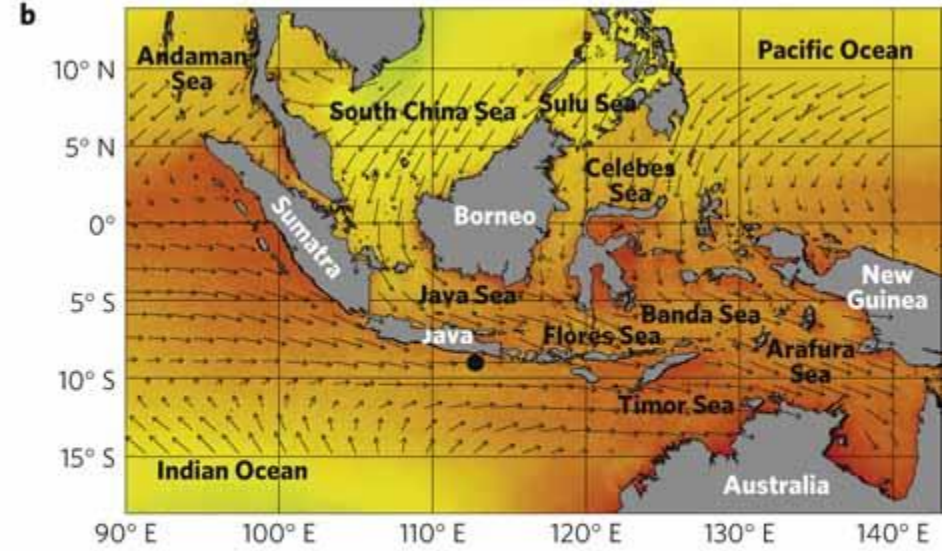 b
Andaman
Sea
Pacific Ocean
10° N
South China Sea
Sulu Sea
5° N
Celebes
Sea
0°
Sumatra
Borneo
New
Guinea
5° S
Java Sea
Banda Sea
Java
Flores Sea
Arafura
Sea
10° S
Timor Sea
15° S
Indian Ocean
Australia
90° E
100° E
110° E
120° E
130° E
140° E